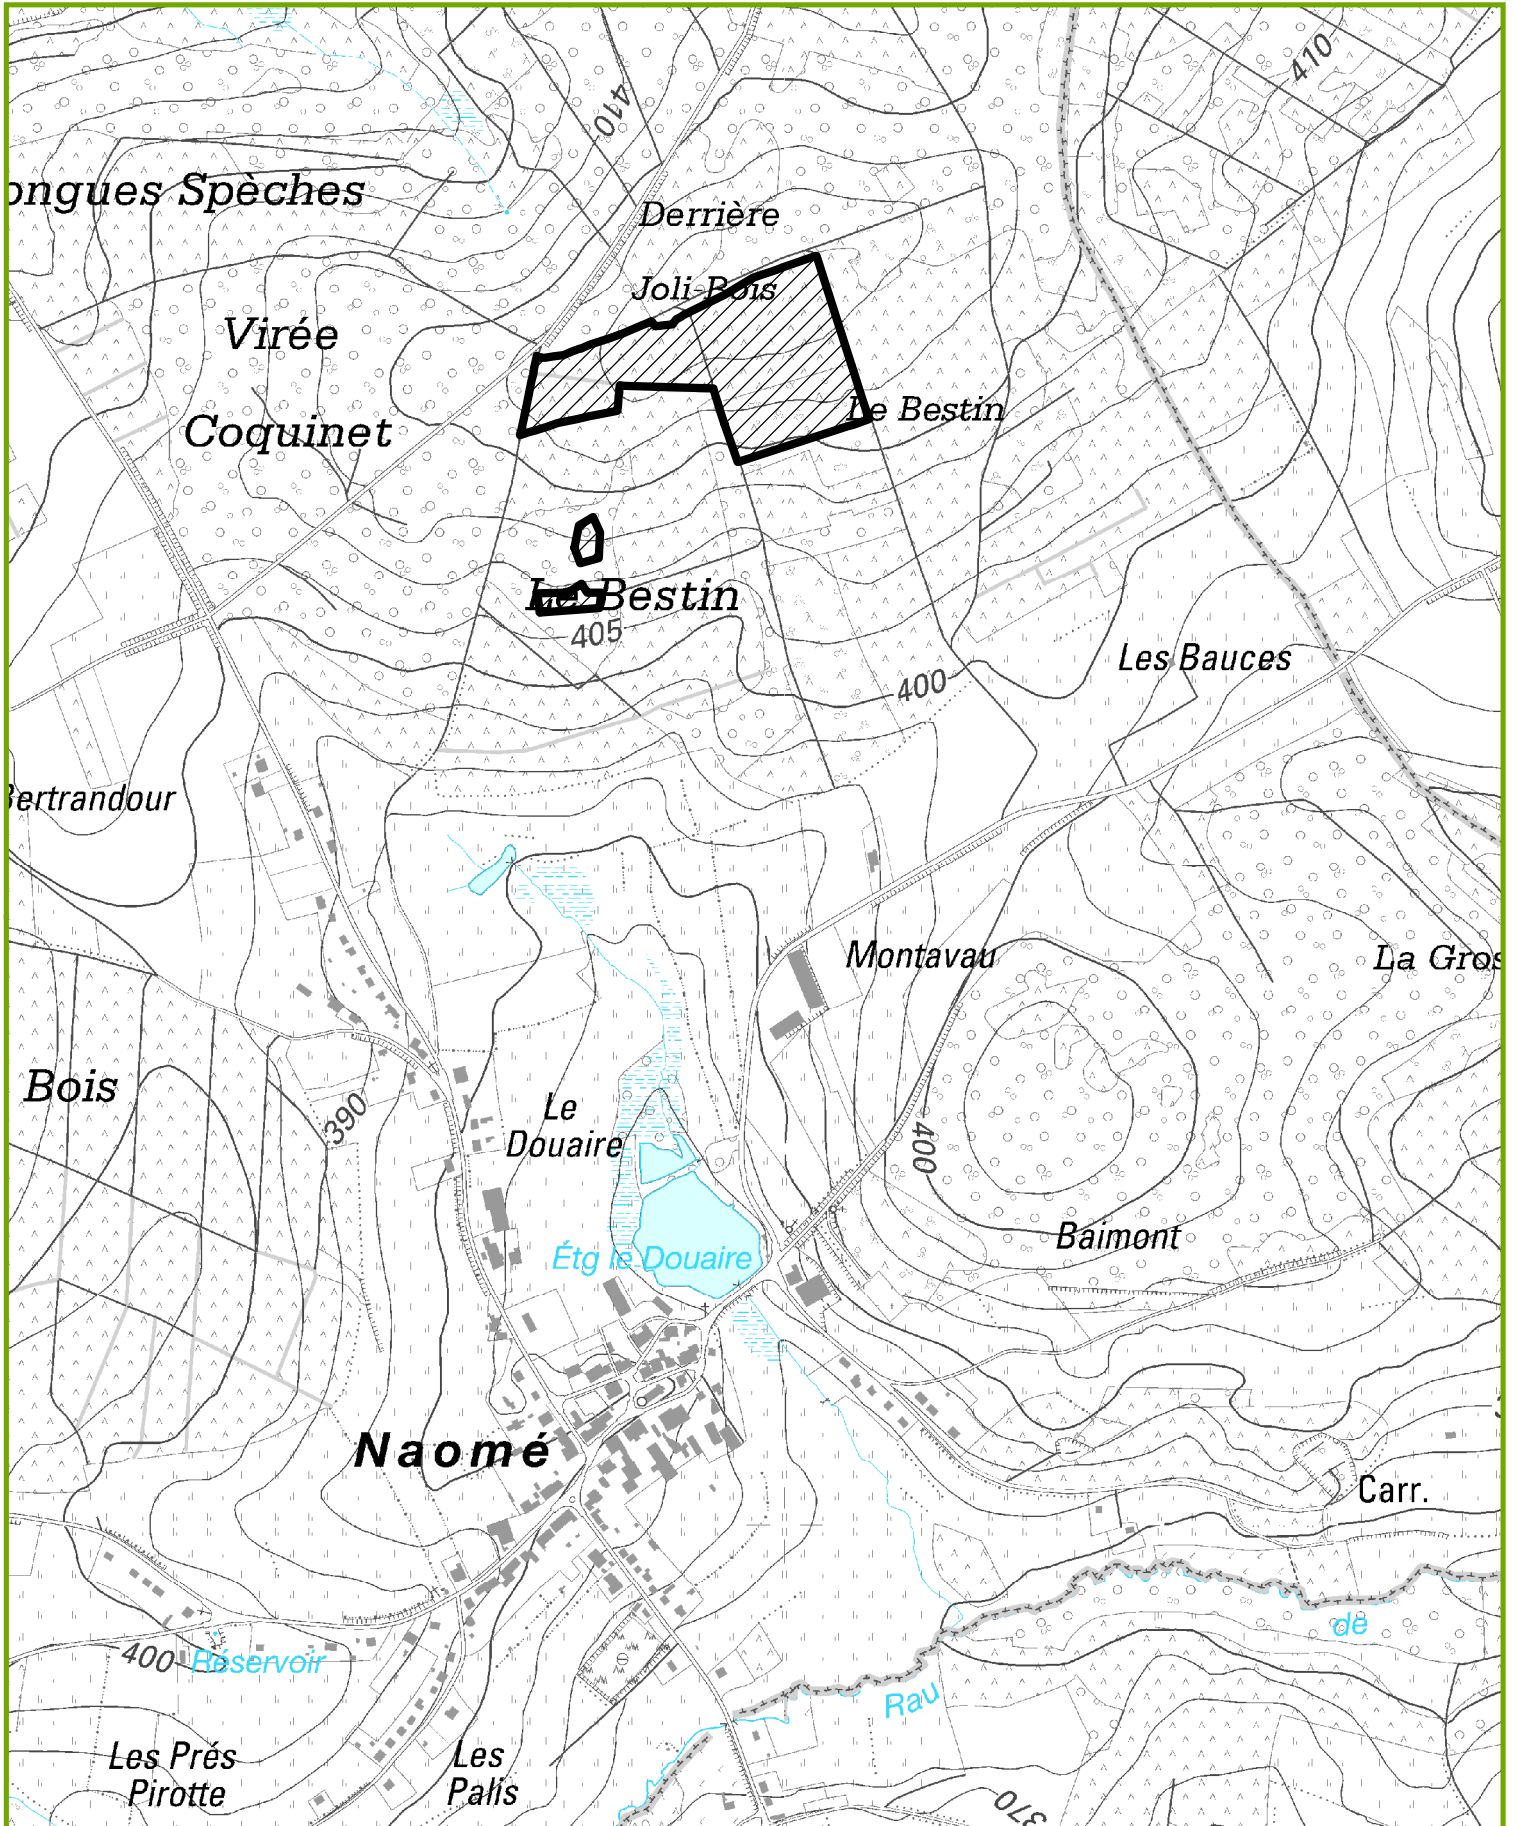 410
410
ongues Spèches
Derrière
Joli-Bois
Virée
Coquinet
Le Bestin
Le Bestin
405
Les Bauces
400
Bertrandour
Montavau
La Gros
Bois
390
Le
Douaire
400
Baimont
Étg le Douaire
Naomé
Carr.
de
400
Réservoir
Rau
Les Prés
Pirotte
Les
Palis
370